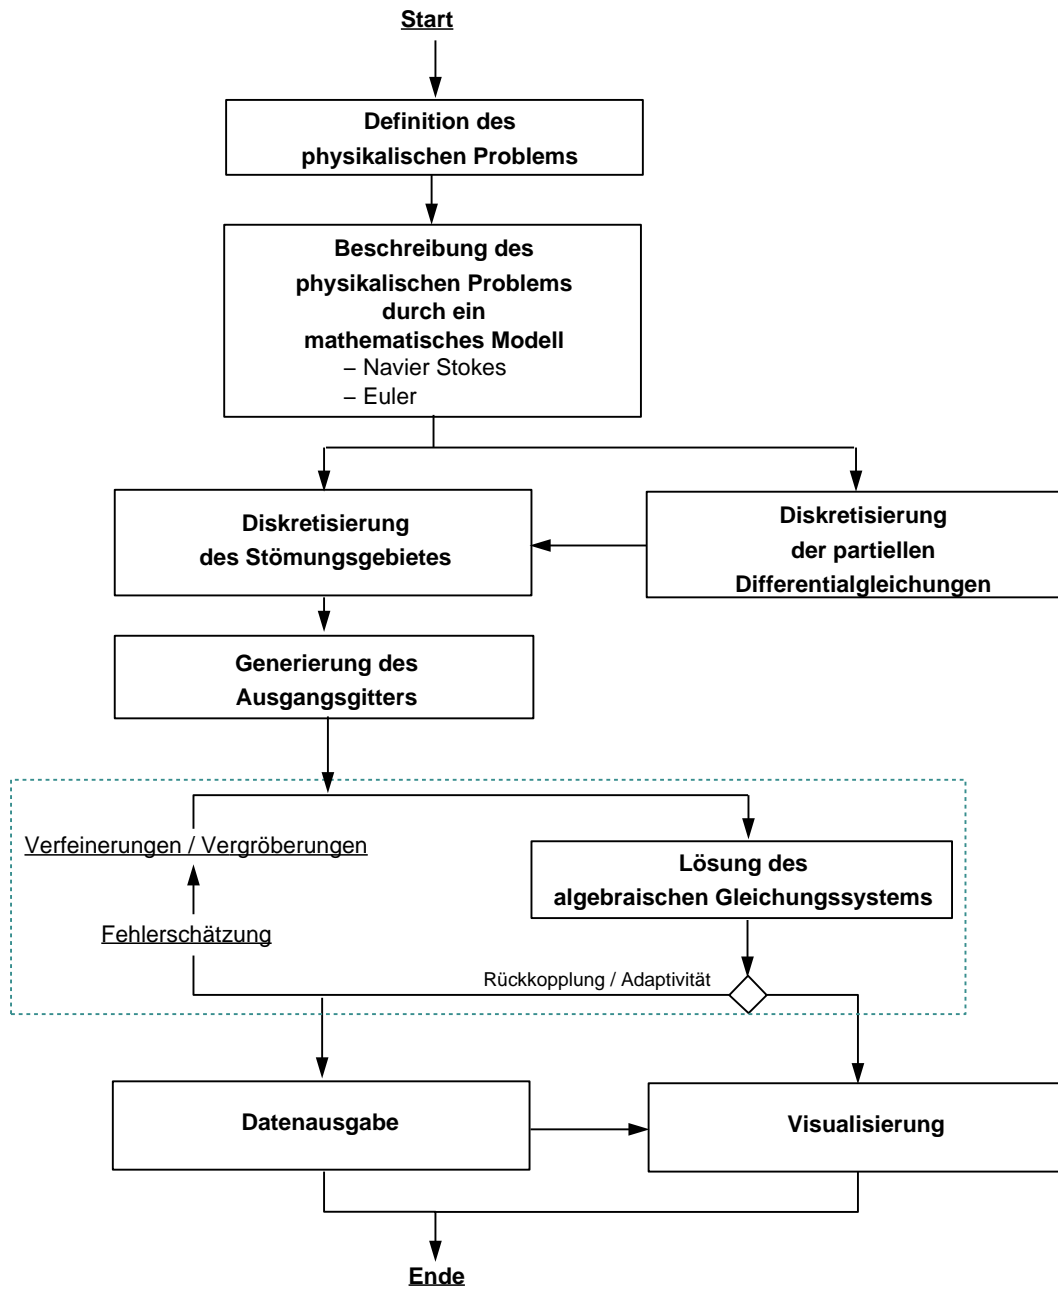 Start
Definition des
physikalischen Problems
Beschreibung des
physikalischen Problems
durch ein
mathematisches Modell
– Navier Stokes
– Euler
Diskretisierung
des Stömungsgebietes
Diskretisierung
der partiellen
Differentialgleichungen
Generierung des
Ausgangsgitters
Verfeinerungen / Vergröberungen
Lösung des
algebraischen Gleichungssystems
Fehlerschätzung
Rückkopplung / Adaptivität
Datenausgabe
Visualisierung
Ende